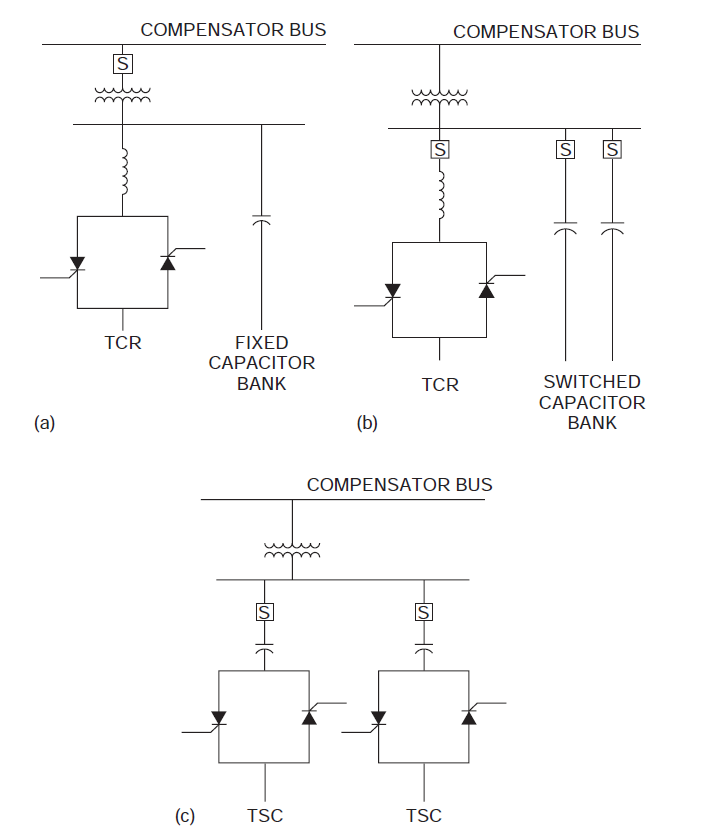 COMPENSATOR BUS
S
TCR
FIXED
CAPACITOR
BANK
(a)
COMPENSATOR BUS
S
S
S
TCR
SWITCHED
CAPACITOR
BANK
(b)
COMPENSATOR BUS
S
S
TSC
TSC
(c)